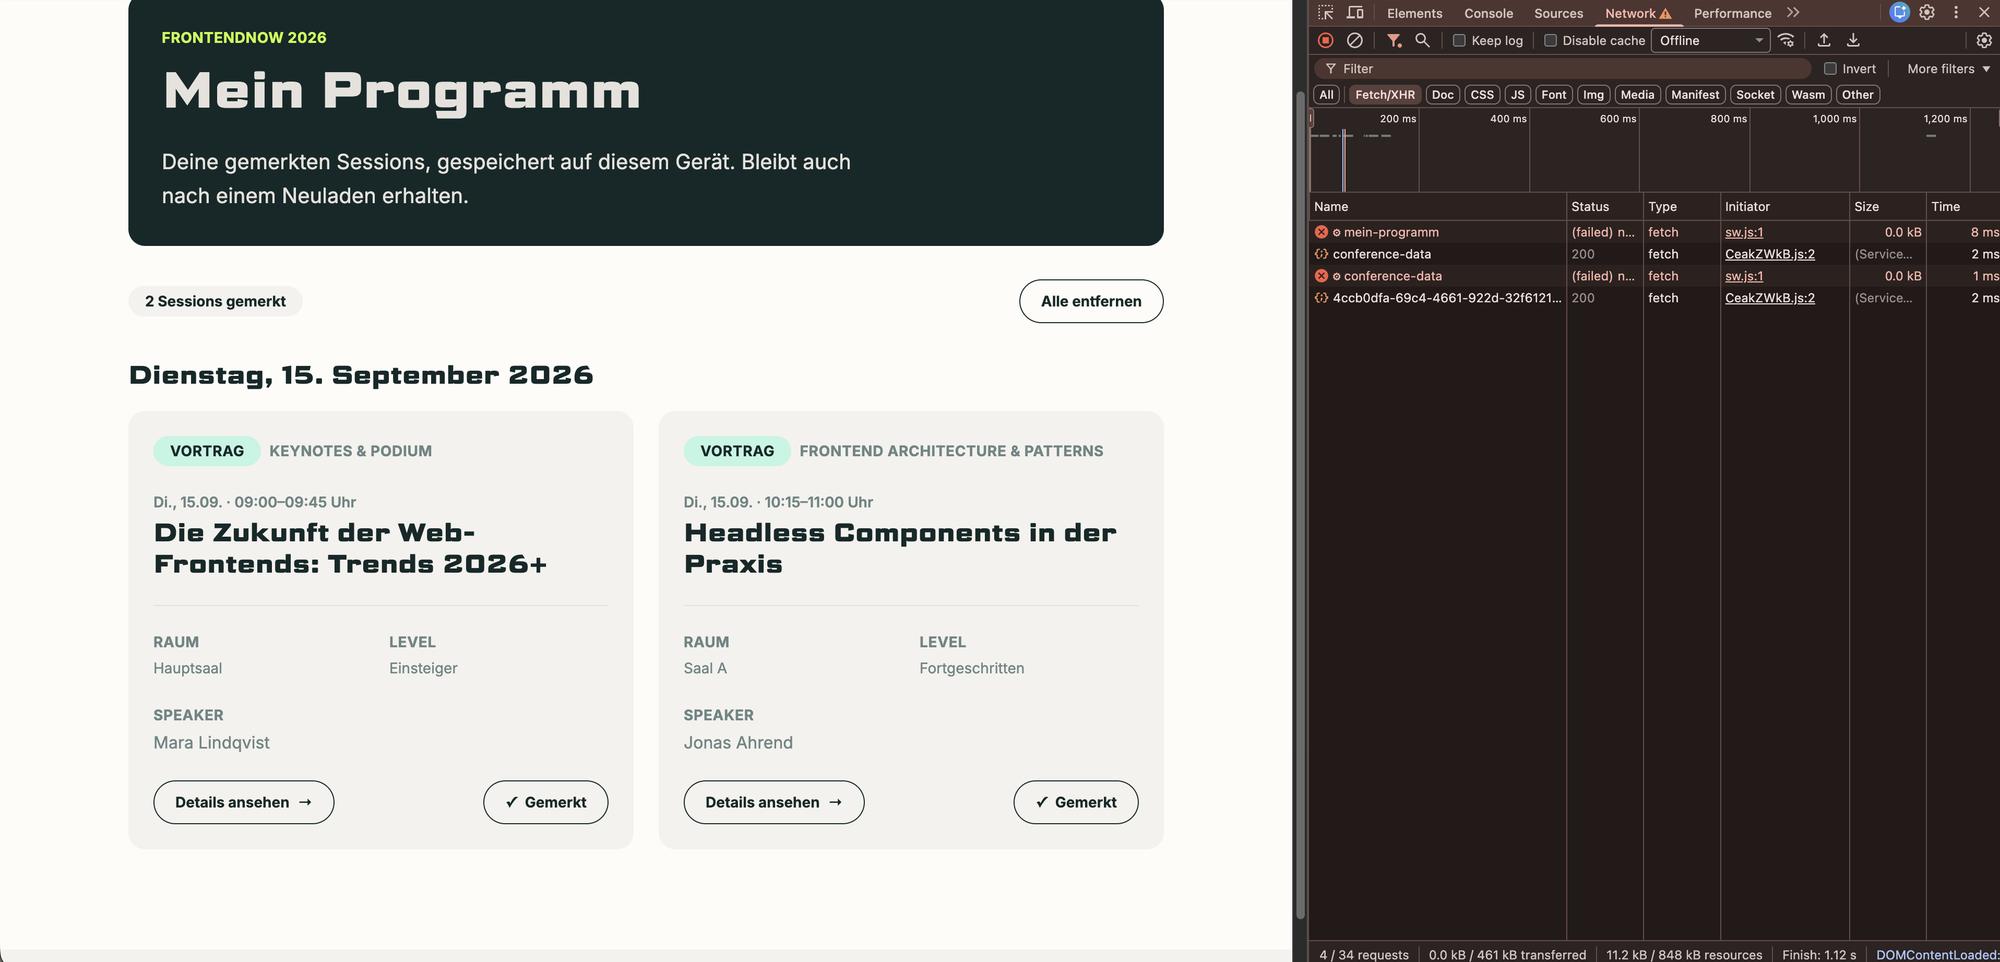 FRONTENDNOW 2026
Mein Programm
Deine gemerkten Sessions, gespeichert auf diesem Gerät. Bleibt auch
nach einem Neuladen erhalten.
2 Sessions gemerkt
Alle entfernen
Dienstag, 15. September 2026
VORTRAG KEYNOTES & PODIUM
Di., 15.09. · 09:00–09:45 Uhr
Die Zukunft der Web-
Frontends: Trends 2026+
RAUM LEVEL
Hauptsaal Einsteiger
SPEAKER
Mara Lindqvist
Details ansehen → ✓ Gemerkt
VORTRAG FRONTEND ARCHITECTURE & PATTERNS
Di., 15.09. · 10:15–11:00 Uhr
Headless Components in der
Praxis
RAUM LEVEL
Saal A Fortgeschritten
SPEAKER
Jonas Ahrend
Details ansehen → ✓ Gemerkt
Elements Console Sources Network Performance
Keep log Disable cache Offline
Filter Invert More filters
All Fetch/XHR Doc CSS JS Font Img Media Manifest Socket Wasm Other
200 ms 400 ms 600 ms 800 ms 1,000 ms 1,200 ms
Name Status Type Initiator Size Time
mein-programm (failed) n... fetch sw.js:1 0.0 kB 8 ms
conference-data 200 fetch CeakZWkB.js:2 (Service... 2 ms
conference-data (failed) n... fetch sw.js:1 0.0 kB 1 ms
4ccb0dfa-69c4-4661-922d-32f6121... 200 fetch CeakZWkB.js:2 (Service... 2 ms
4 / 34 requests 0.0 kB / 461 kB transferred 11.2 kB / 848 kB resources Finish: 1.12 s DOMContentLoaded: